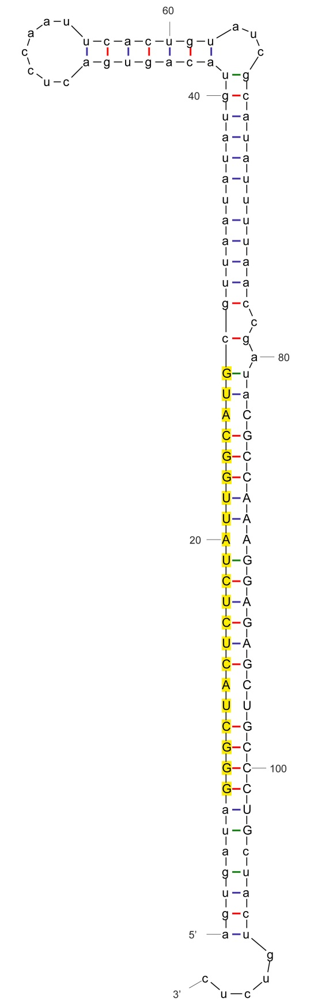 60
a a u a
a u c a c u g u u
c c
c a g u g a c a
u c u g
40 g c
u a
a u
u a
a u
u u
a u
a u
u a
u a
g c
c
c g
a 80
G u
U a
A C
C G
G C
G C
U A
U A
20 A A
U G
C G
U A
C G
U A
C G
A C
U U
C G
G C
G C 100
G C
a U
u G
a c
g u
u a
g c
5’ a u
g
c u
3’ u c